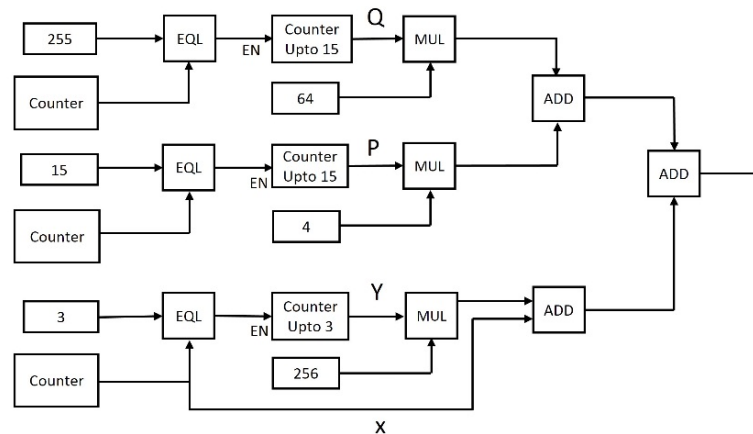 Q
255
EQL
EN
Counter
Upto 15
MUL
Counter
64
ADD
P
15
EQL
EN
Counter
Upto 15
MUL
ADD
Counter
4
Y
3
EQL
EN
Counter
Upto 3
MUL
ADD
Counter
256
X